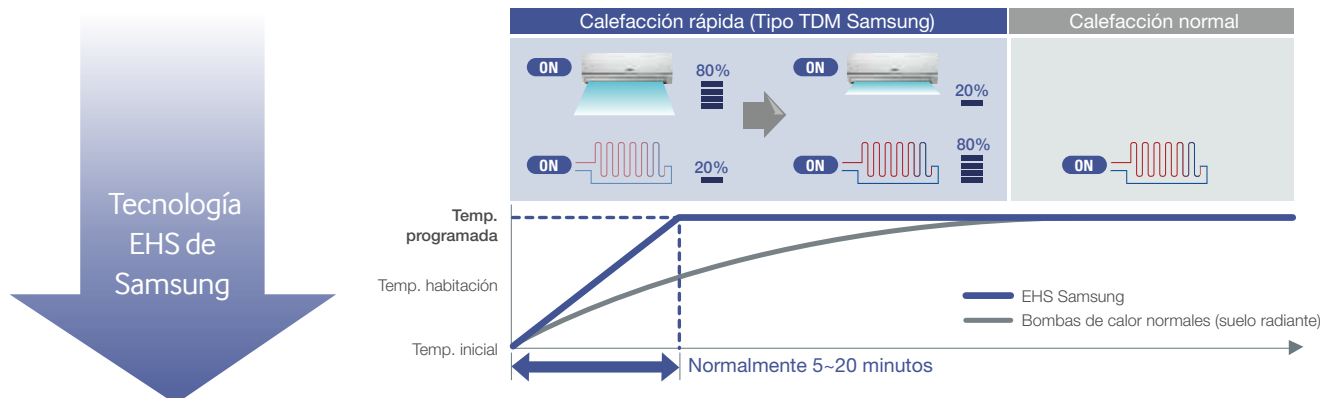 Calefacción rápida (Tipo TDM Samsung)
Calefacción normal
ON
80%
ON
20%
ON
20%
ON
80%
ON
Tecnología
EHS de
Samsung
Temp.
programada
Temp. habitación
Temp. inicial
EHS Samsung
Bombas de calor normales (suelo radiante)
Normalmente 5~20 minutos